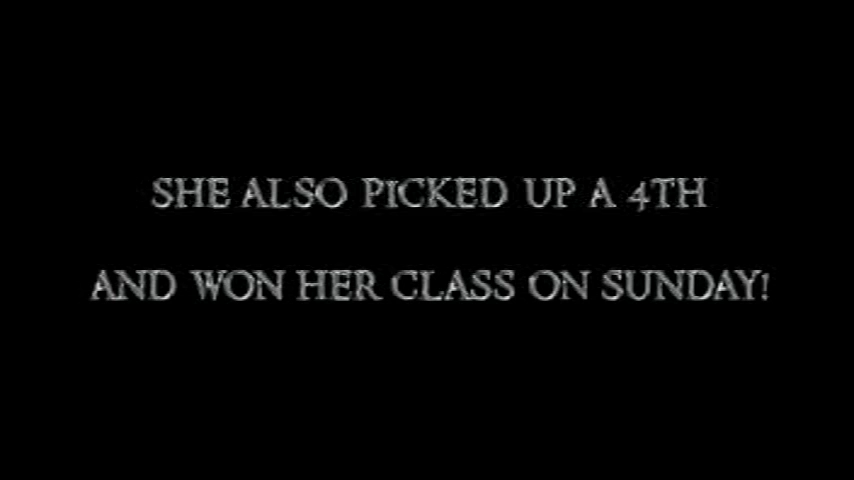 SHE ALSO PICKED UP A 4TH
AND WON HER CLASS ON SUNDAY!